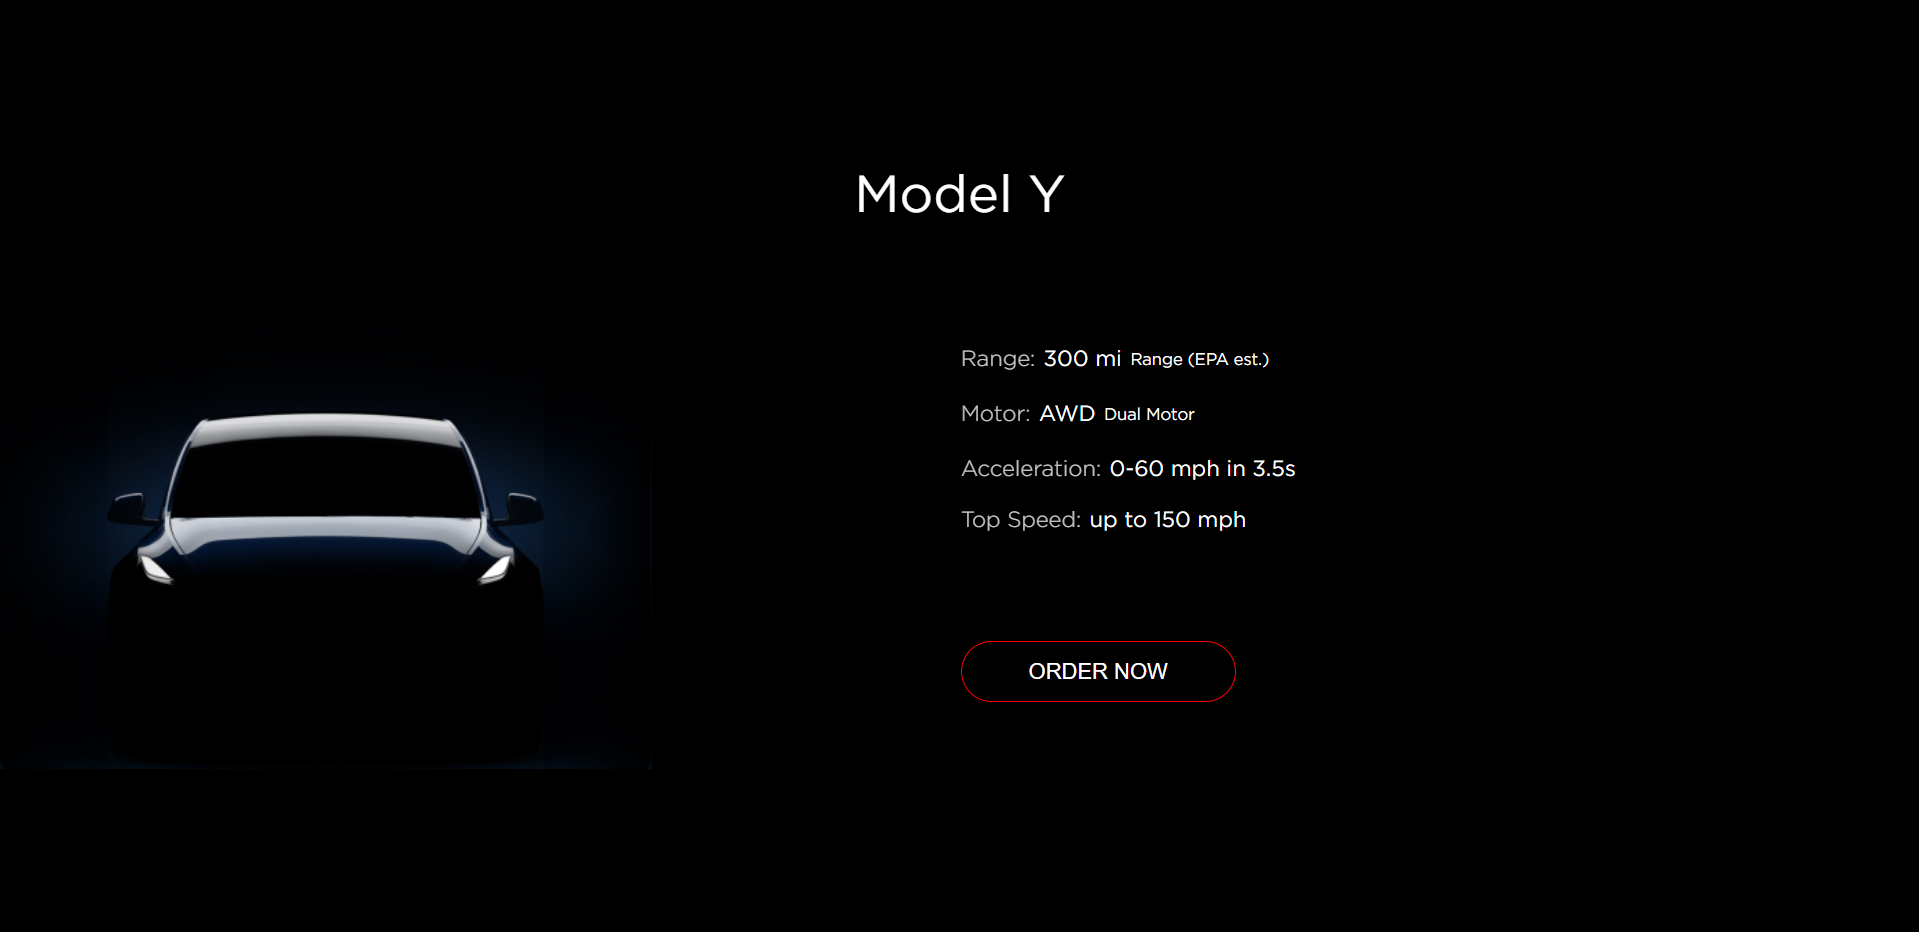 Model Y
Range: 300 mi Range (EPA est.)
Motor: AWD Dual Motor
Acceleration: 0-60 mph in 3.5s
Top Speed: up to 150 mph
ORDER NOW